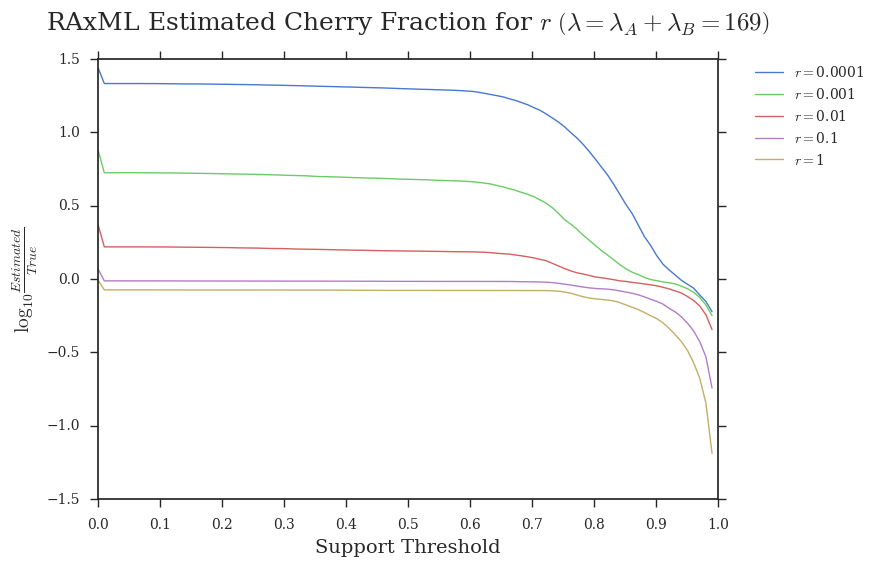 RAxML Estimated Cherry Fraction for r (λ = λ_A + λ_B = 169)
1.5
1.0
0.5
0.0
−0.5
−1.0
−1.5
log₁₀ Estimated/True
0.0 0.1 0.2 0.3 0.4 0.5 0.6 0.7 0.8 0.9 1.0
Support Threshold
r = 0.0001
r = 0.001
r = 0.01
r = 0.1
r = 1